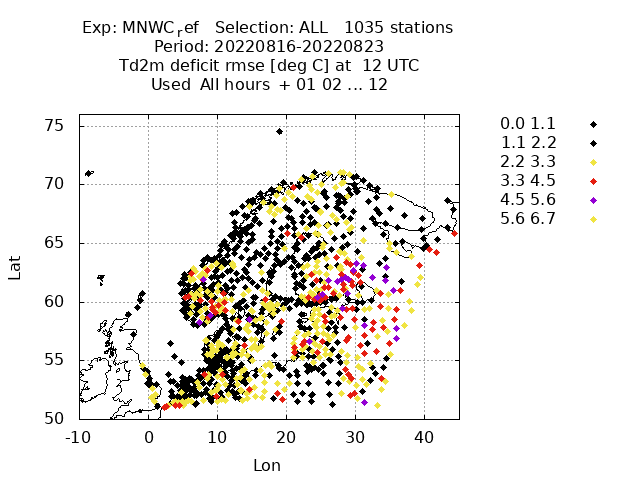 Exp: MNWC_ref   Selection: ALL   1035 stations
Period: 20220816-20220823
Td2m deficit rmse [deg C] at  12 UTC
Used  All hours  + 01 02 ... 12
0.0 1.1
1.1 2.2
2.2 3.3
3.3 4.5
4.5 5.6
5.6 6.7
75
70
65
60
55
50
Lat
-10 0 10 20 30 40
Lon